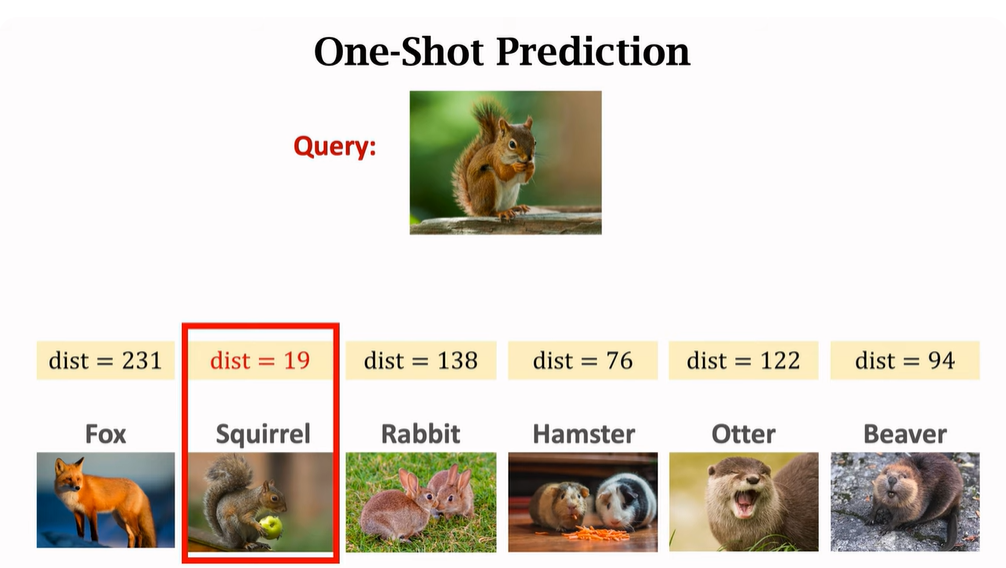 One-Shot Prediction
Query:
dist = 231 dist = 19 dist = 138 dist = 76 dist = 122 dist = 94
Fox Squirrel Rabbit Hamster Otter Beaver